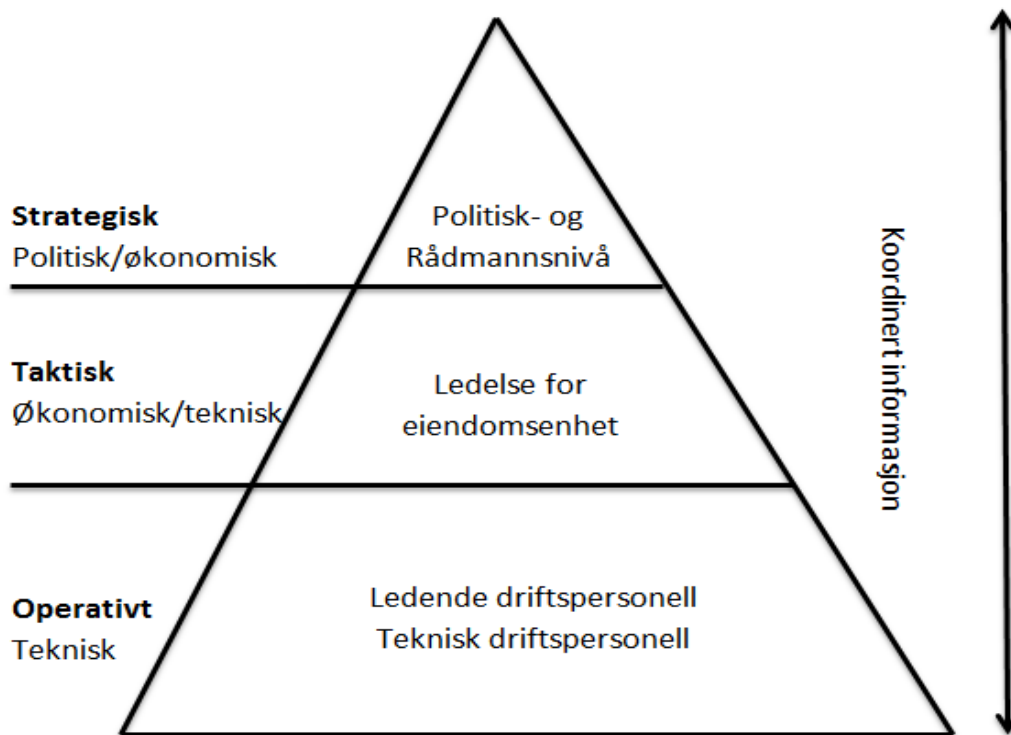 Strategisk
Politisk/økonomisk
Politisk- og
Rådmannsnivå
Taktisk
Økonomisk/teknisk
Ledelse for
eiendomsenhet
Operativt
Teknisk
Ledende driftspersonell
Teknisk driftspersonell
Koordinert informasjon